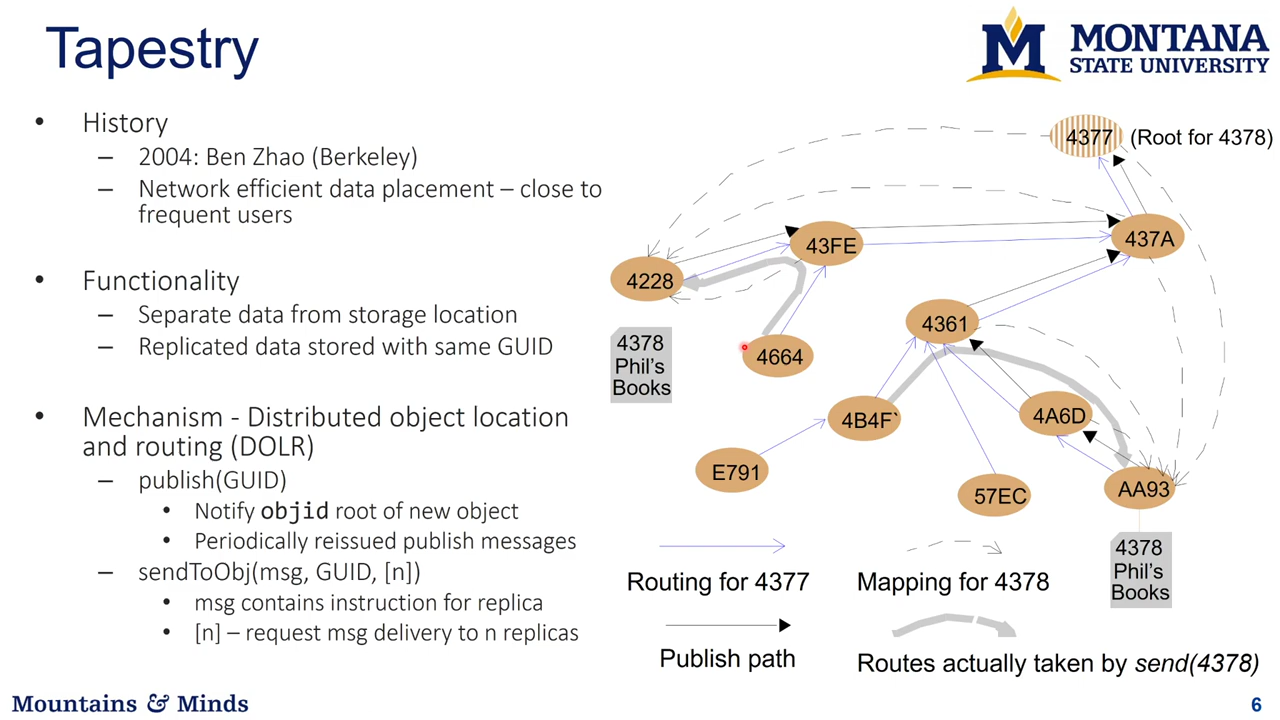 Tapestry
MONTANA
STATE UNIVERSITY
• History
– 2004: Ben Zhao (Berkeley)
– Network efficient data placement – close to
frequent users
• Functionality
– Separate data from storage location
– Replicated data stored with same GUID
• Mechanism - Distributed object location
and routing (DOLR)
– publish(GUID)
• Notify objid root of new object
• Periodically reissued publish messages
– sendToObj(msg, GUID, [n])
• msg contains instruction for replica
• [n] – request msg delivery to n replicas
4377 (Root for 4378)
43FE
437A
4228
4361
4378
Phil's
Books
4664
4B4F`
4A6D
E791
57EC
AA93
4378
Phil's
Books
Routing for 4377
Mapping for 4378
Publish path
Routes actually taken by send(4378)
Mountains & Minds
6